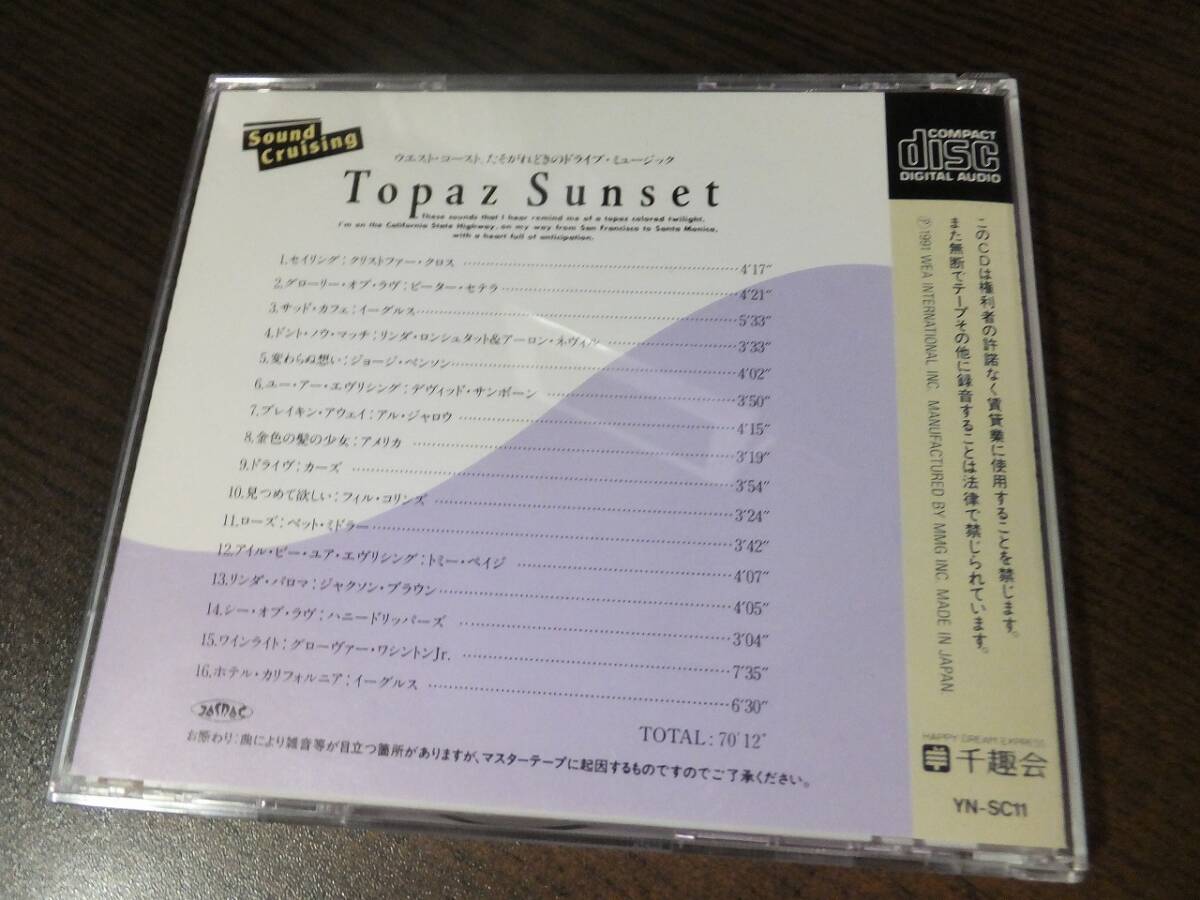 Sound
Cruising
ウエスト・コースト、たそがれどきのドライブ・ミュージック
Topaz Sunset
These sounds that I hear remind me of a topaz colored twilight.
I'm on the California State Highway, on my way from San Francisco to Santa Monica,
with a heart full of anticipation.
1.セイリング:クリストファー・クロス 4'17"
2.グローリー・オブ・ラヴ:ピーター・セテラ 4'21"
3.サッド・カフェ:イーグルス 5'33"
4.ドント・ノウ・マッチ:リンダ・ロンシュタット&アーロン・ネヴィル 3'33"
5.変わらぬ想い:ジョージ・ベンソン 4'02"
6.ユー・アー・エヴリシング:デヴィッド・サンボーン 3'50"
7.ブレイキン・アウェイ:アル・ジャロウ 4'15"
8.金色の髪の少女:アメリカ 3'19"
9.ドライヴ:カーズ 3'54"
10.見つめて欲しい:フィル・コリンズ 3'24"
11.ローズ:ベット・ミドラー 3'42"
12.アイル・ビー・ユア・エヴリシング:トミー・ペイジ 4'07"
13.リンダ・パロマ:ジャクソン・ブラウン 4'05"
14.シー・オブ・ラヴ:ハニードリッパーズ 3'04"
15.ワインライト:グローヴァー・ワシントンJr. 7'35"
16.ホテル・カリフォルニア:イーグルス 6'30"
TOTAL:70'12"
JASRAC
お断わり:曲により雑音等が目立つ箇所がありますが、マスターテープに起因するものですのでご了承ください。
COMPACT
disc
DIGITAL AUDIO
このCDは権利者の許諾なく賃貸業に使用することを禁じます。
また無断でテープその他に録音することは法律で禁じられています。
℗1991 WEA INTERNATIONAL INC. MANUFACTURED BY MMG INC. MADE IN JAPAN.
HAPPY DREAM EXPRESS
千趣会
YN-SC11